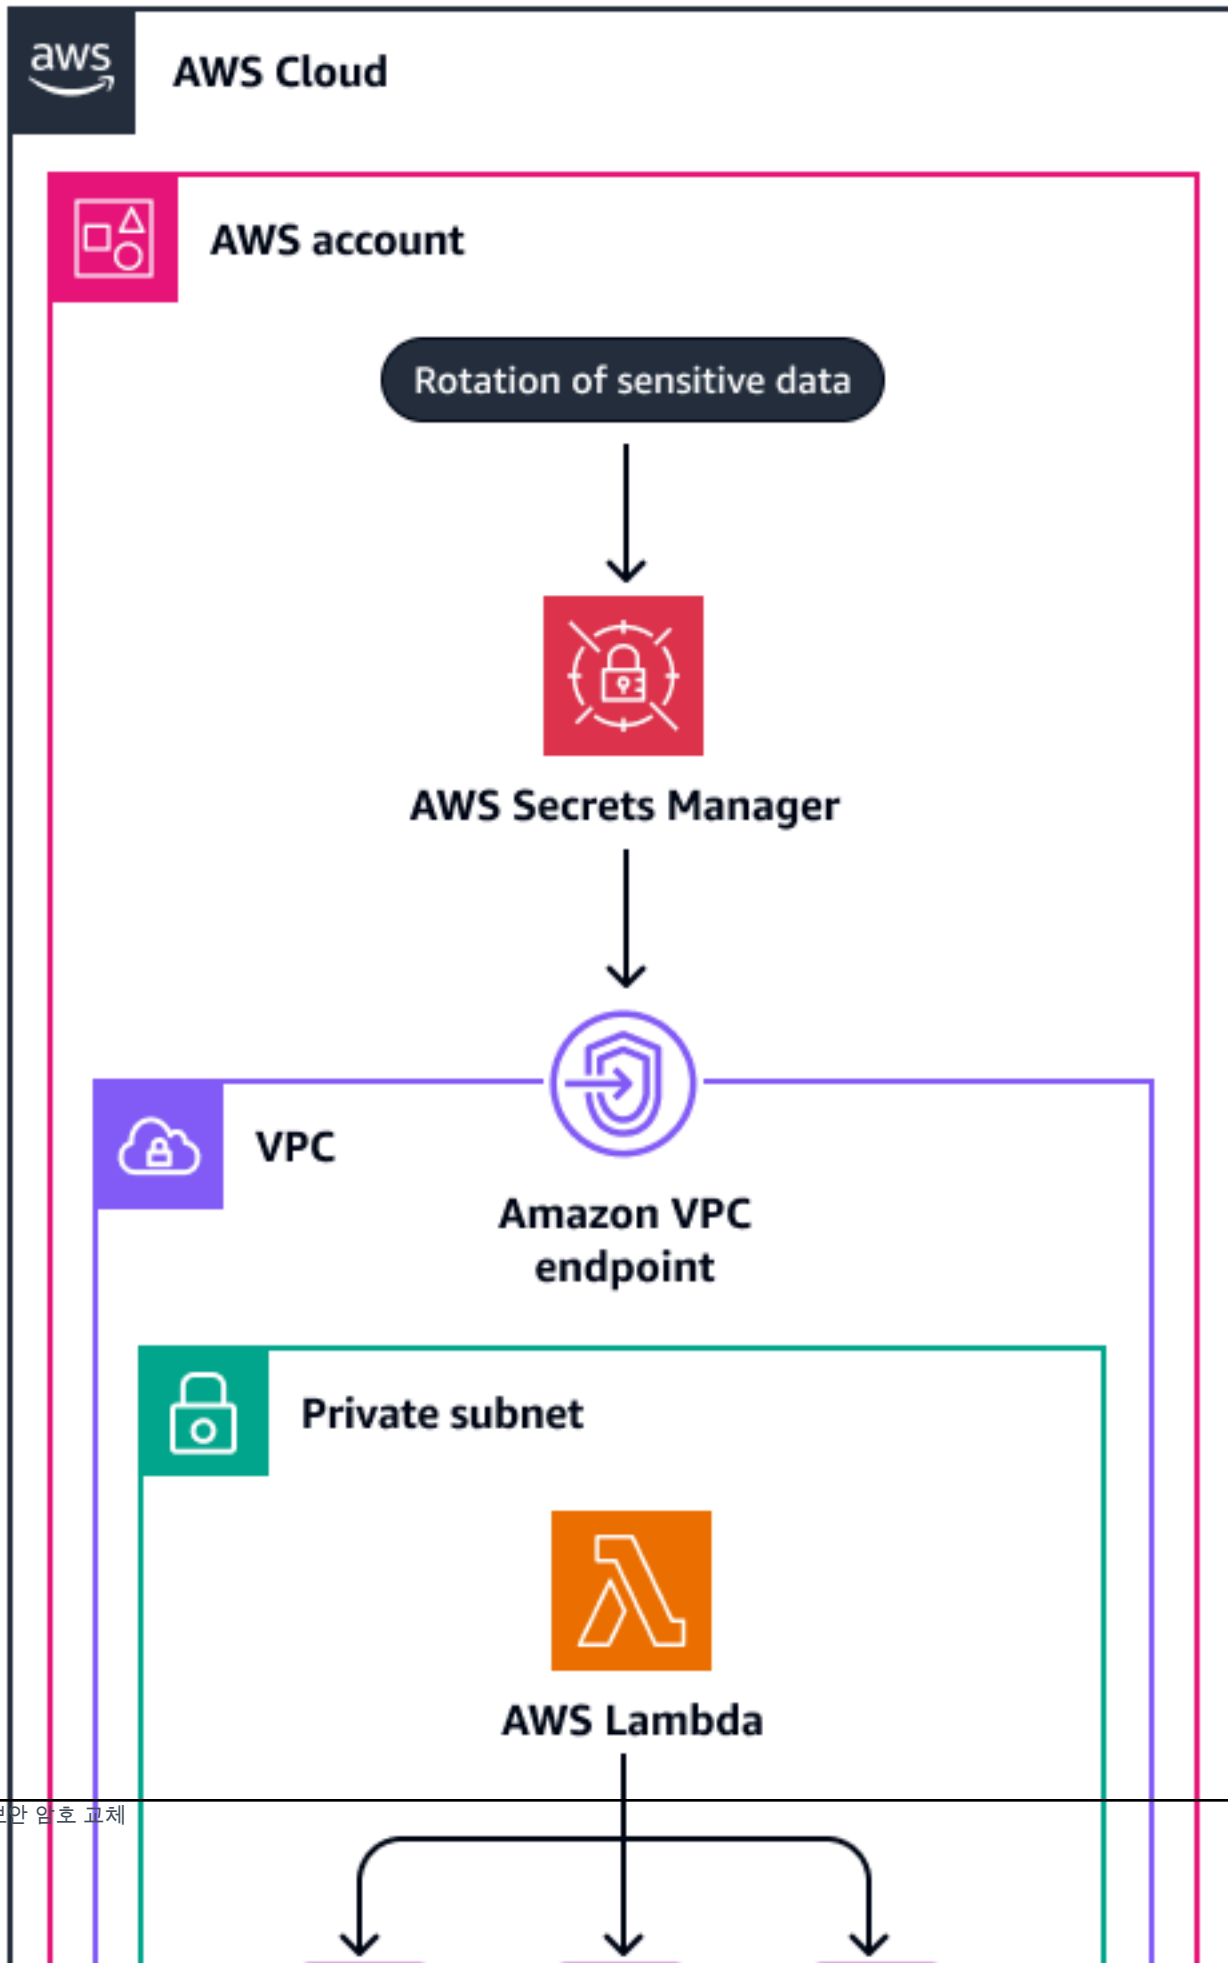 aws
AWS Cloud
AWS account
Rotation of sensitive data
AWS Secrets Manager
VPC
Amazon VPC
endpoint
Private subnet
AWS Lambda
암호 교체